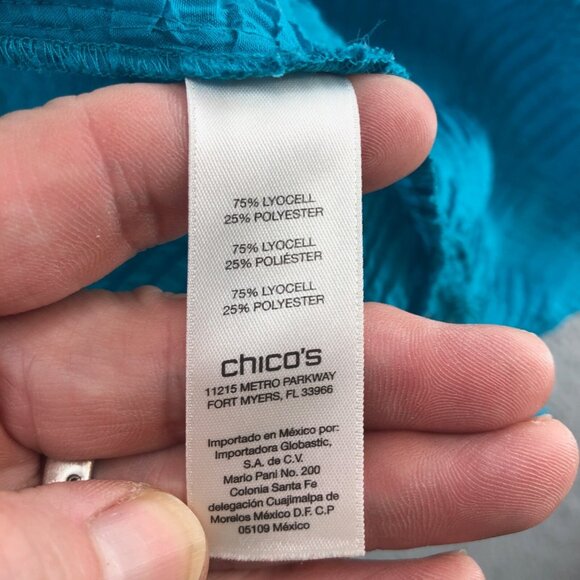 75% LYOCELL
25% POLYESTER
75% LYOCELL
25% POLIÉSTER
75% LYOCELL
25% POLYESTER
chico's
11215 METRO PARKWAY
FORT MYERS, FL 33966
Importado en México por:
Importadora Globastic,
S.A. de C.V.
Mario Pani No. 200
Colonia Santa Fe
delegación Cuajimalpa de
Morelos México D.F. C.P
05109 México